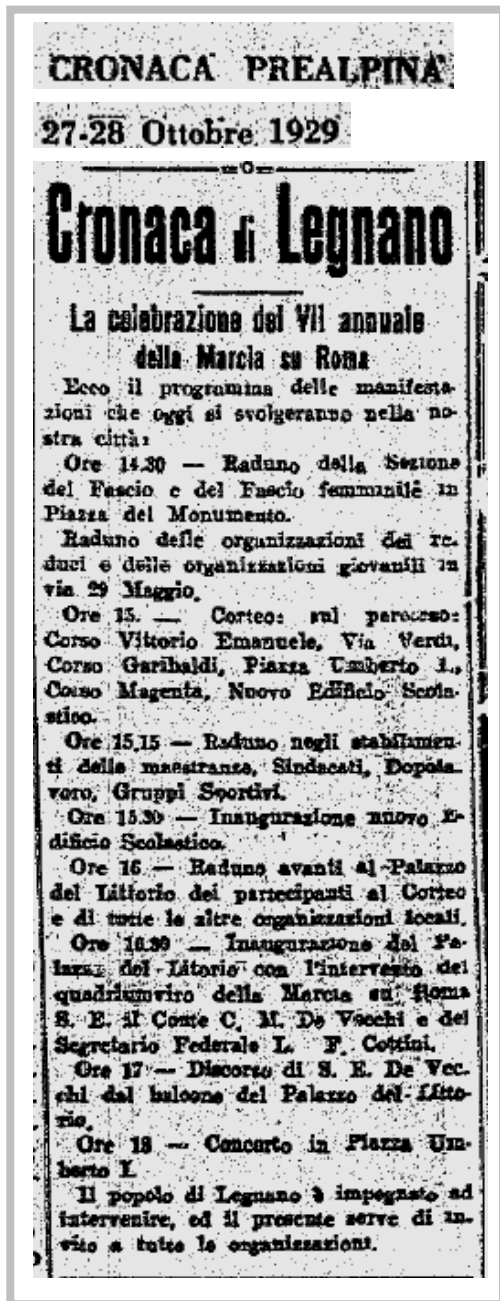 CRONACA PREALPINA
27-28 Ottobre 1929
Cronaca di Legnano
La celebrazione del VII annuale
della Marcia su Roma
Ecco il programma delle manifesta-
zioni che oggi si svolgeranno nella no-
stra città:
Ore 14.30 — Raduno della Sezione
del Fascio e del Fascio femminile in
Piazza del Monumento.
Raduno delle organizzazioni dei re-
duci e delle organizzazioni giovanili in
via 29 Maggio.
Ore 15. — Corteo: sul percorso:
Corso Vittorio Emanuele, Via Verdi,
Corso Garibaldi, Piazza Umberto I.,
Corso Magenta, Nuovo Edificio Scola-
stico.
Ore 15,15 — Raduno negli stabilimen-
ti delle maestranze, Sindacati, Dopola-
voro, Gruppi Sportivi.
Ore 15.30 — Inaugurazione nuovo E-
dificio Scolastico.
Ore 16 — Raduno avanti al Palazzo
del Littorio dei partecipanti al Corteo
e di tutte le altre organizzazioni locali.
Ore 16.30 — Inaugurazione del Pa-
lazzo del Litorio con l'intervento del
quadriumviro della Marcia su Roma
S. E. il Conte C. M. De Vecchi e del
Segretario Federale L. F. Cottini.
Ore 17 — Discorso di S. E. De Vec-
chi dal balcone del Palazzo del Litto-
rio.
Ore 18 — Concerto in Piazza Um-
berto I.
Il popolo di Legnano è impegnato ad
intervenire, ed il presente serve di in-
vito a tutte le organizzazioni.